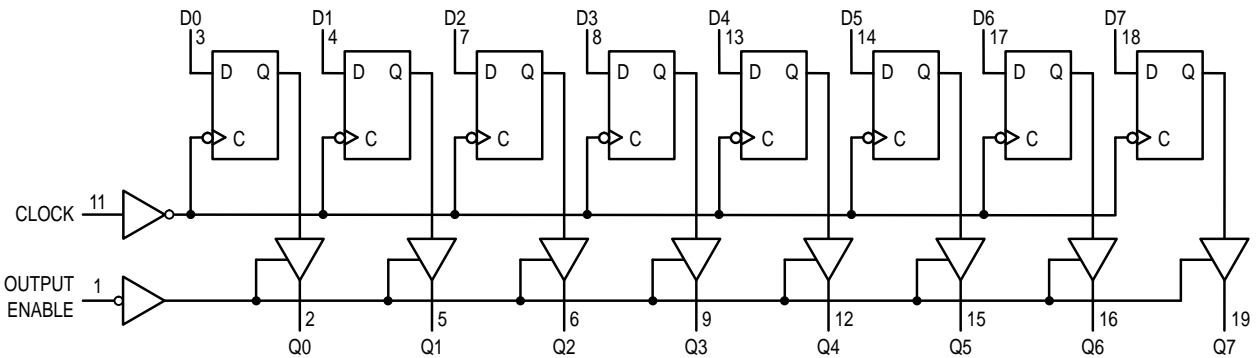 D0 D1 D2 D3 D4 D5 D6 D7
3 4 7 8 13 14 17 18
D Q D Q D Q D Q D Q D Q D Q D Q
C C C C C C C C
CLOCK 11
OUTPUT ENABLE 1
2 5 6 9 12 15 16 19
Q0 Q1 Q2 Q3 Q4 Q5 Q6 Q7